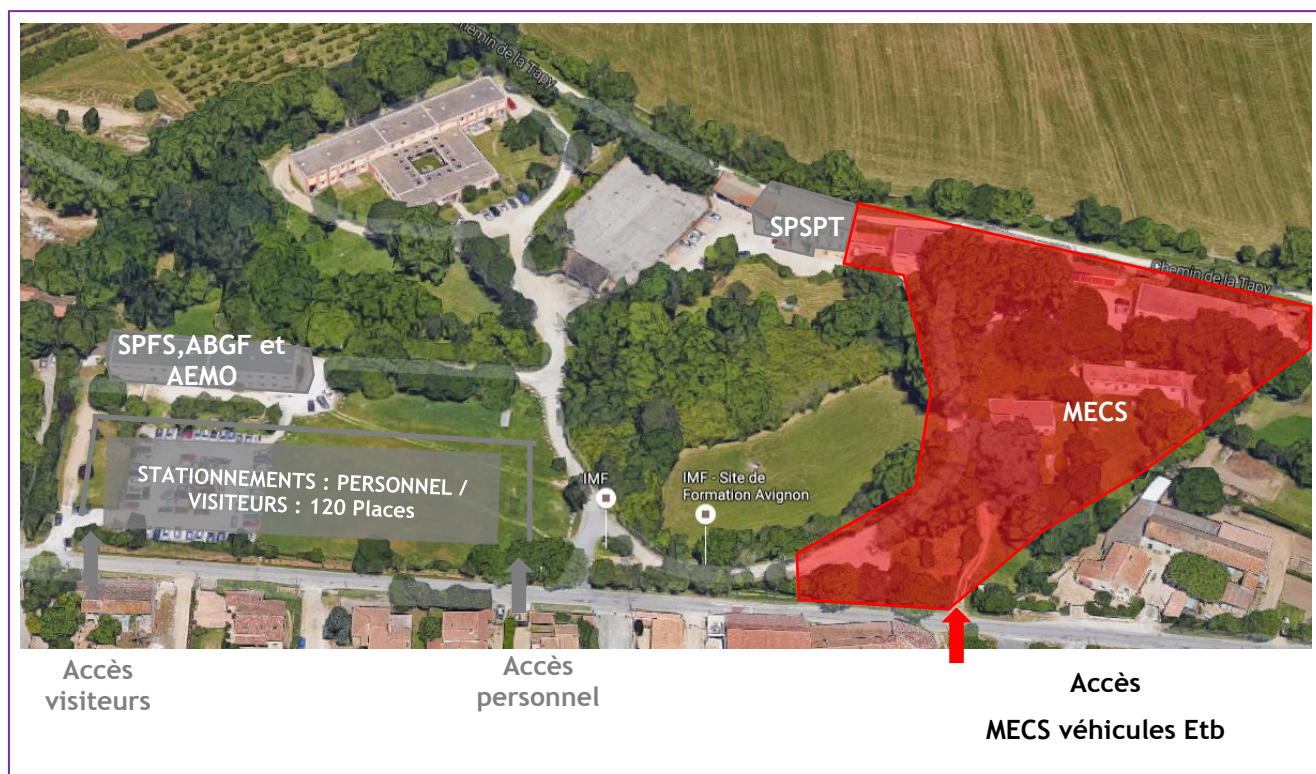 Chemin de la Tapy
SPSPT
Chemin de la Tapy
SPFS,ABGF et
AEMO
MECS
STATIONNEMENTS : PERSONNEL /
VISITEURS : 120 Places
IMF
IMF - Site de
Formation Avignon
Accès
visiteurs
Accès
personnel
Accès
MECS véhicules Etb